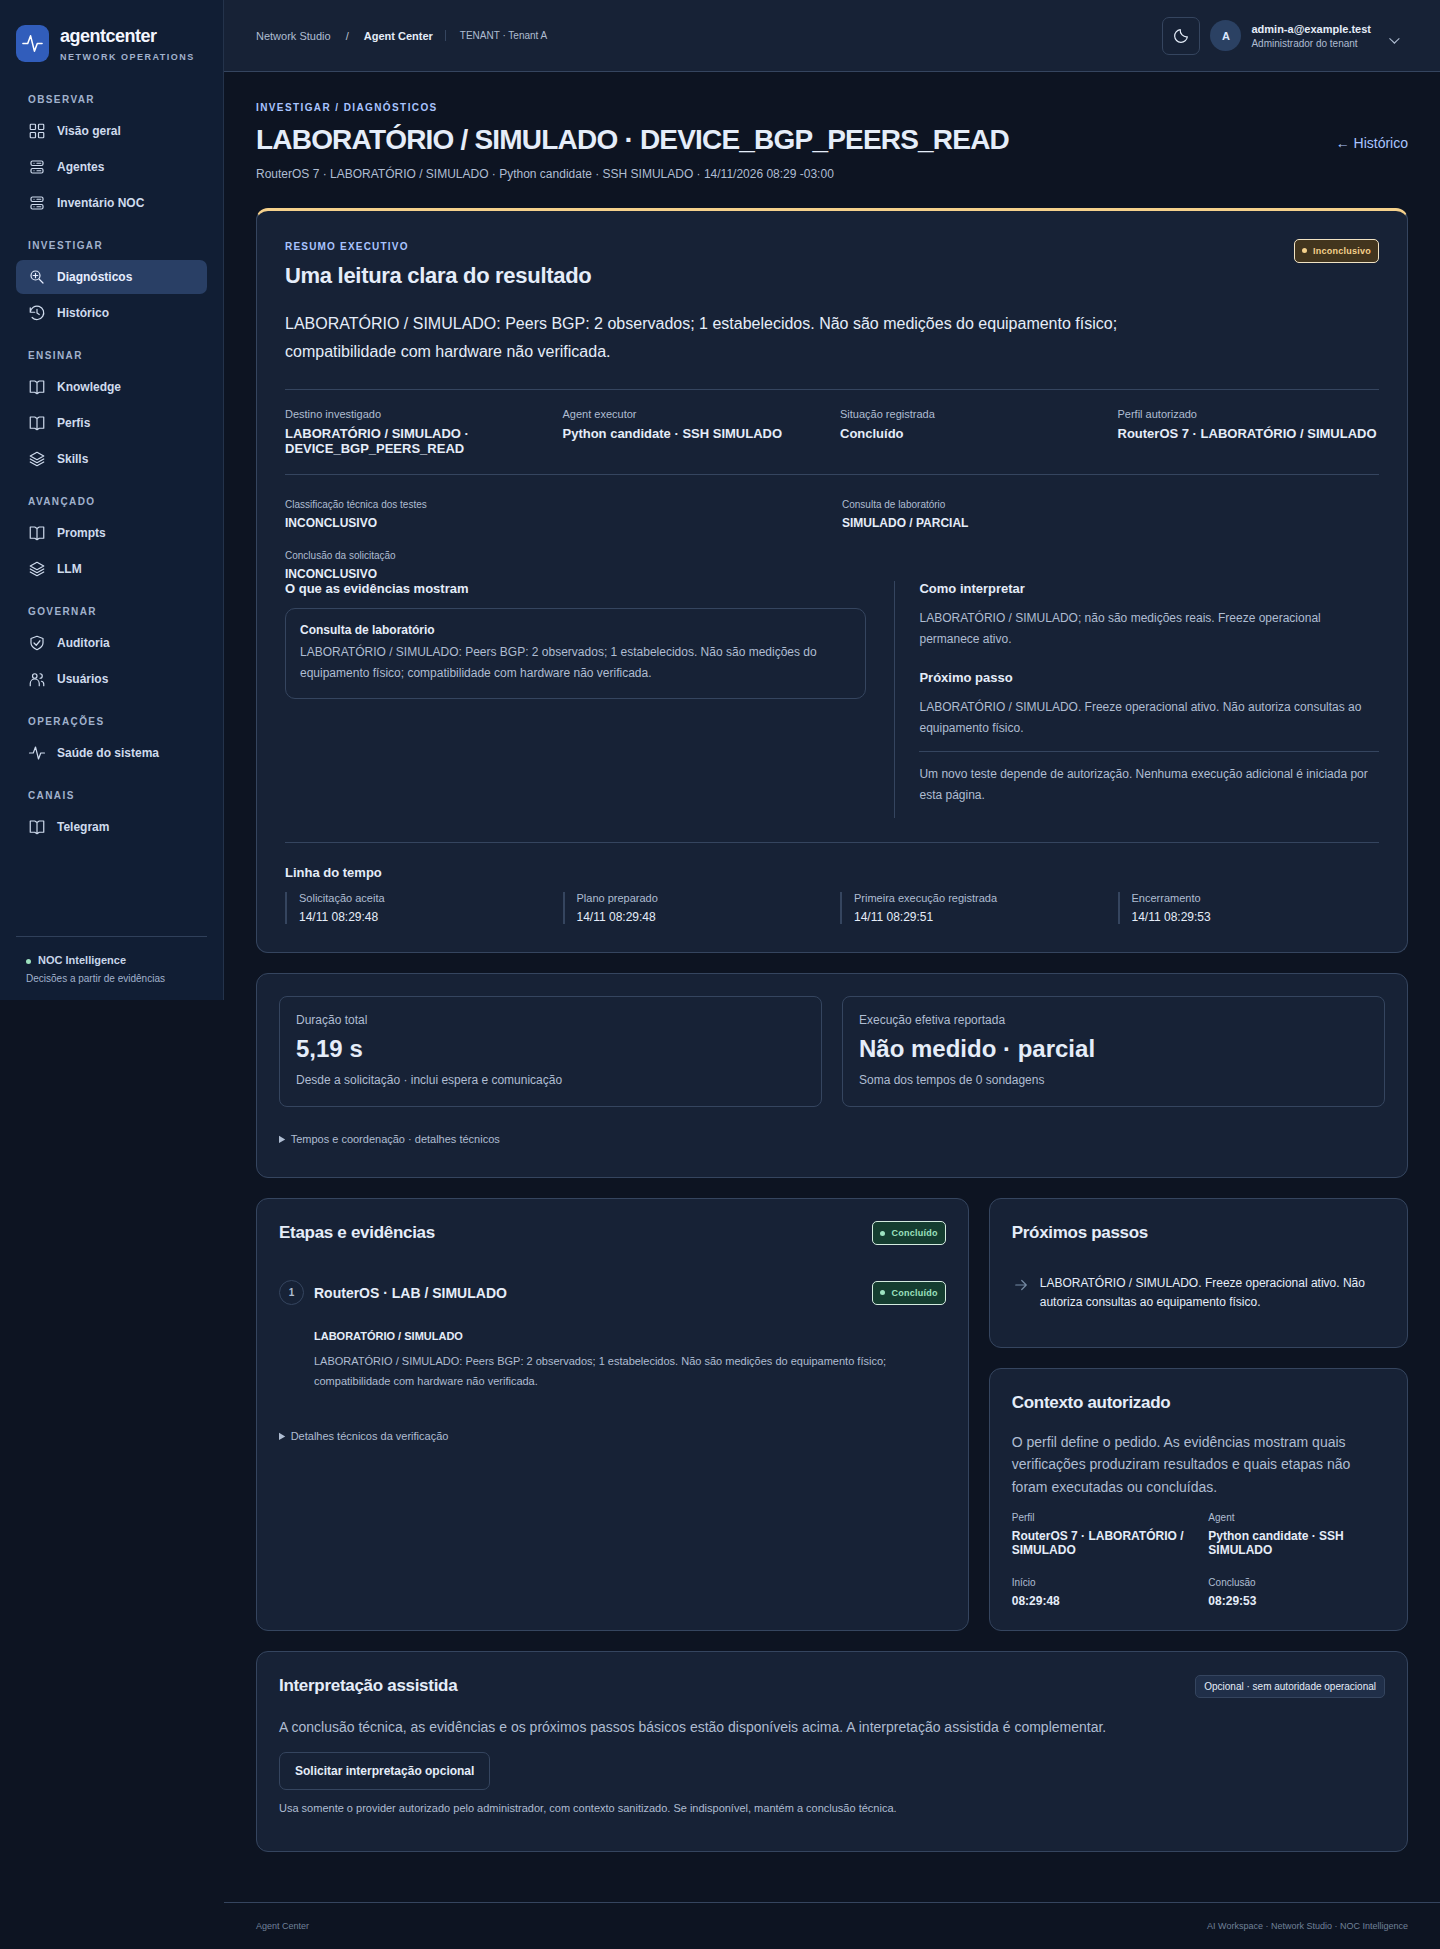 agentcenter
NETWORK OPERATIONS
OBSERVAR
Visão geral
Agentes
Inventário NOC
INVESTIGAR
Diagnósticos
Histórico
ENSINAR
Knowledge
Perfis
Skills
AVANÇADO
Prompts
LLM
GOVERNAR
Auditoria
Usuários
OPERAÇÕES
Saúde do sistema
CANAIS
Telegram
NOC Intelligence
Decisões a partir de evidências
Network Studio / Agent Center TENANT · Tenant A
A
admin-a@example.test
Administrador do tenant
INVESTIGAR / DIAGNÓSTICOS
LABORATÓRIO / SIMULADO · DEVICE_BGP_PEERS_READ
← Histórico
RouterOS 7 · LABORATÓRIO / SIMULADO · Python candidate · SSH SIMULADO · 14/11/2026 08:29 -03:00
RESUMO EXECUTIVO
Inconclusivo
Uma leitura clara do resultado
LABORATÓRIO / SIMULADO: Peers BGP: 2 observados; 1 estabelecidos. Não são medições do equipamento físico;
compatibilidade com hardware não verificada.
Destino investigado
LABORATÓRIO / SIMULADO ·
DEVICE_BGP_PEERS_READ
Agent executor
Python candidate · SSH SIMULADO
Situação registrada
Concluído
Perfil autorizado
RouterOS 7 · LABORATÓRIO / SIMULADO
Classificação técnica dos testes
INCONCLUSIVO
Consulta de laboratório
SIMULADO / PARCIAL
Conclusão da solicitação
INCONCLUSIVO
O que as evidências mostram
Consulta de laboratório
LABORATÓRIO / SIMULADO: Peers BGP: 2 observados; 1 estabelecidos. Não são medições do
equipamento físico; compatibilidade com hardware não verificada.
Como interpretar
LABORATÓRIO / SIMULADO; não são medições reais. Freeze operacional
permanece ativo.
Próximo passo
LABORATÓRIO / SIMULADO. Freeze operacional ativo. Não autoriza consultas ao
equipamento físico.
Um novo teste depende de autorização. Nenhuma execução adicional é iniciada por
esta página.
Linha do tempo
Solicitação aceita
14/11 08:29:48
Plano preparado
14/11 08:29:48
Primeira execução registrada
14/11 08:29:51
Encerramento
14/11 08:29:53
Duração total
5,19 s
Desde a solicitação · inclui espera e comunicação
Execução efetiva reportada
Não medido · parcial
Soma dos tempos de 0 sondagens
Tempos e coordenação · detalhes técnicos
Etapas e evidências
Concluído
1
RouterOS · LAB / SIMULADO
Concluído
LABORATÓRIO / SIMULADO
LABORATÓRIO / SIMULADO: Peers BGP: 2 observados; 1 estabelecidos. Não são medições do equipamento físico;
compatibilidade com hardware não verificada.
Detalhes técnicos da verificação
Próximos passos
LABORATÓRIO / SIMULADO. Freeze operacional ativo. Não
autoriza consultas ao equipamento físico.
Contexto autorizado
O perfil define o pedido. As evidências mostram quais
verificações produziram resultados e quais etapas não
foram executadas ou concluídas.
Perfil
RouterOS 7 · LABORATÓRIO /
SIMULADO
Agent
Python candidate · SSH
SIMULADO
Início
08:29:48
Conclusão
08:29:53
Interpretação assistida
Opcional · sem autoridade operacional
A conclusão técnica, as evidências e os próximos passos básicos estão disponíveis acima. A interpretação assistida é complementar.
Solicitar interpretação opcional
Usa somente o provider autorizado pelo administrador, com contexto sanitizado. Se indisponível, mantém a conclusão técnica.
Agent Center
AI Workspace · Network Studio · NOC Intelligence